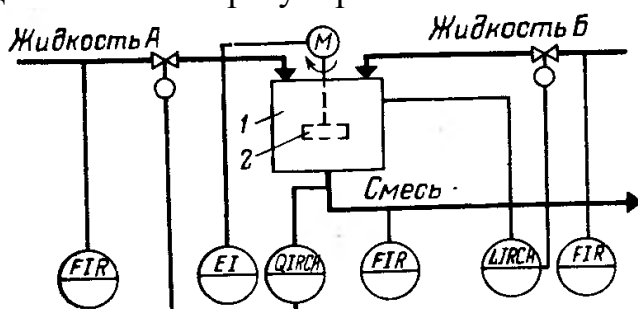 Жидкость А
М
Жидкость Б
1
2
Смесь
FIR
EI
QIRCA
FIR
LIRCA
FIR